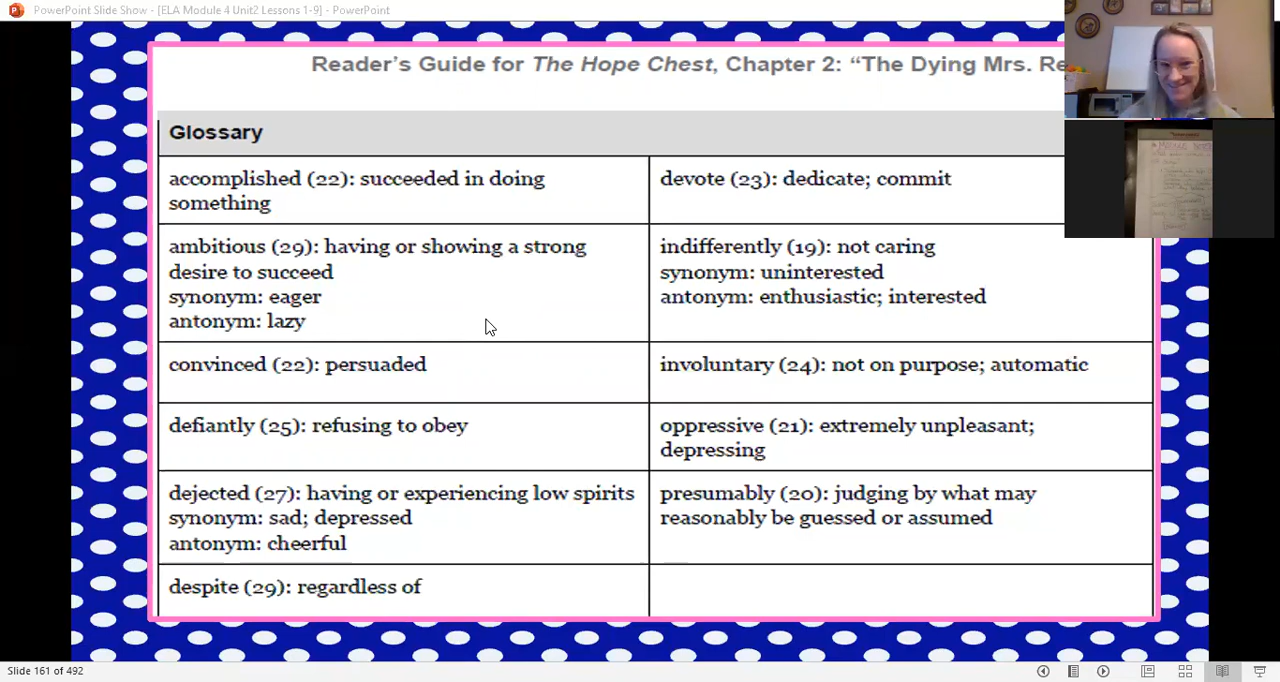 PowerPoint Slide Show - [ELA Module 4 Unit2 Lessons 1-9] - PowerPoint
Reader's Guide for The Hope Chest, Chapter 2: "The Dying Mrs. Re
Glossary
accomplished (22): succeeded in doing
something
devote (23): dedicate; commit
ambitious (29): having or showing a strong
desire to succeed
synonym: eager
antonym: lazy
indifferently (19): not caring
synonym: uninterested
antonym: enthusiastic; interested
convinced (22): persuaded
involuntary (24): not on purpose; automatic
defiantly (25): refusing to obey
oppressive (21): extremely unpleasant;
depressing
dejected (27): having or experiencing low spirits
synonym: sad; depressed
antonym: cheerful
presumably (20): judging by what may
reasonably be guessed or assumed
despite (29): regardless of
Slide 161 of 492